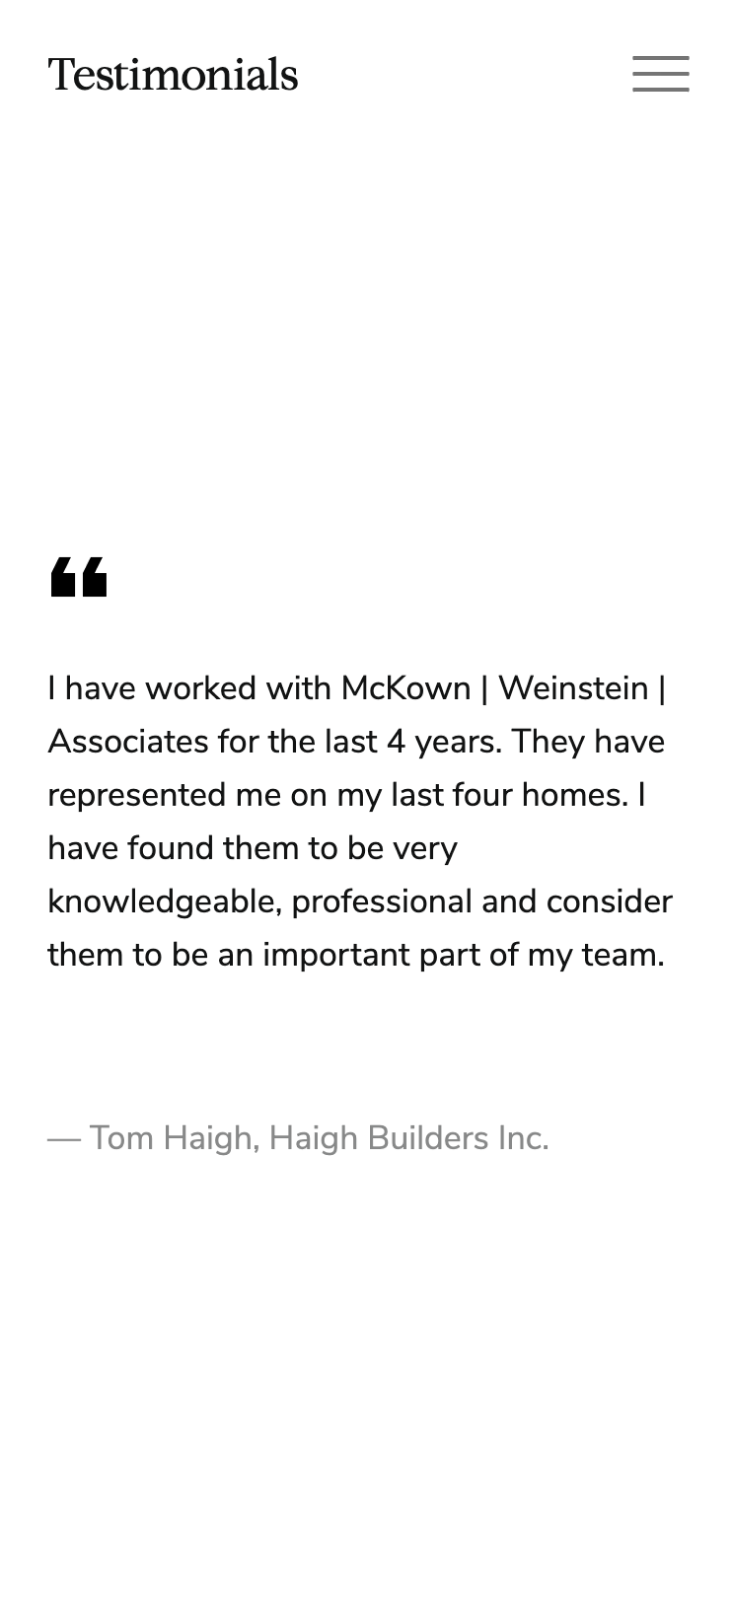 Testimonials
❝
I have worked with McKown | Weinstein |
Associates for the last 4 years. They have
represented me on my last four homes. I
have found them to be very
knowledgeable, professional and consider
them to be an important part of my team.
— Tom Haigh, Haigh Builders Inc.